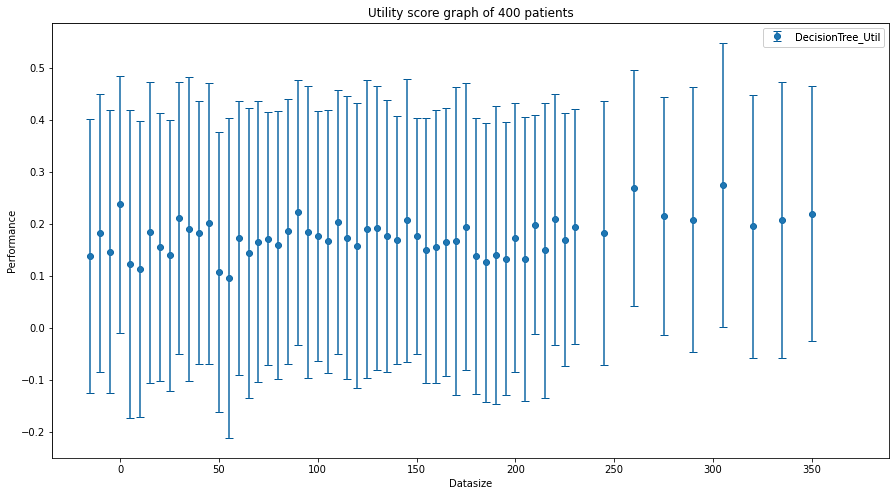 Utility score graph of 400 patients
DecisionTree_Util
Performance
0.5
0.4
0.3
0.2
0.1
0.0
−0.1
−0.2
0 50 100 150 200 250 300 350
Datasize